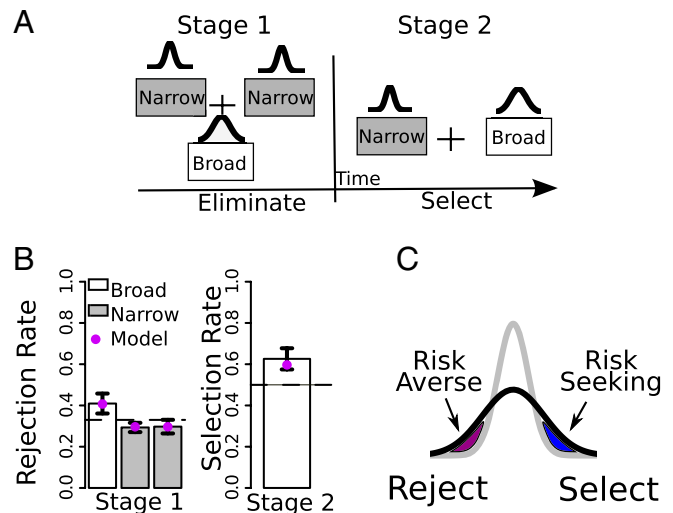 A
Stage 1
Stage 2
Narrow
Narrow
Broad
Narrow
Broad
Time
Eliminate
Select
B
Rejection Rate
0.0 0.2 0.4 0.6 0.8 1.0
Broad
Narrow
Model
Stage 1
Selection Rate
0.0 0.2 0.4 0.6 0.8 1.0
Stage 2
C
Risk
Averse
Risk
Seeking
Reject
Select